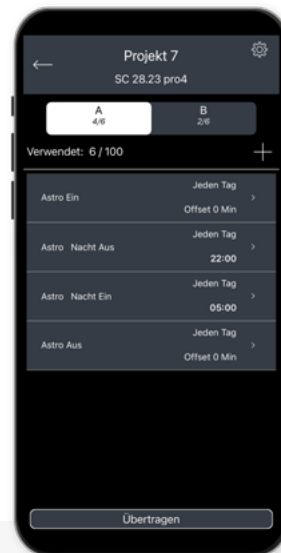 Projekt 7
SC 28.23 pro4
A
4/6
B
2/6
Verwendet: 6 / 100
Jeden Tag
Astro Ein
Offset 0 Min
Jeden Tag
Astro Nacht Aus
22:00
Jeden Tag
Astro Nacht Ein
05:00
Jeden Tag
Astro Aus
Offset 0 Min
Übertragen